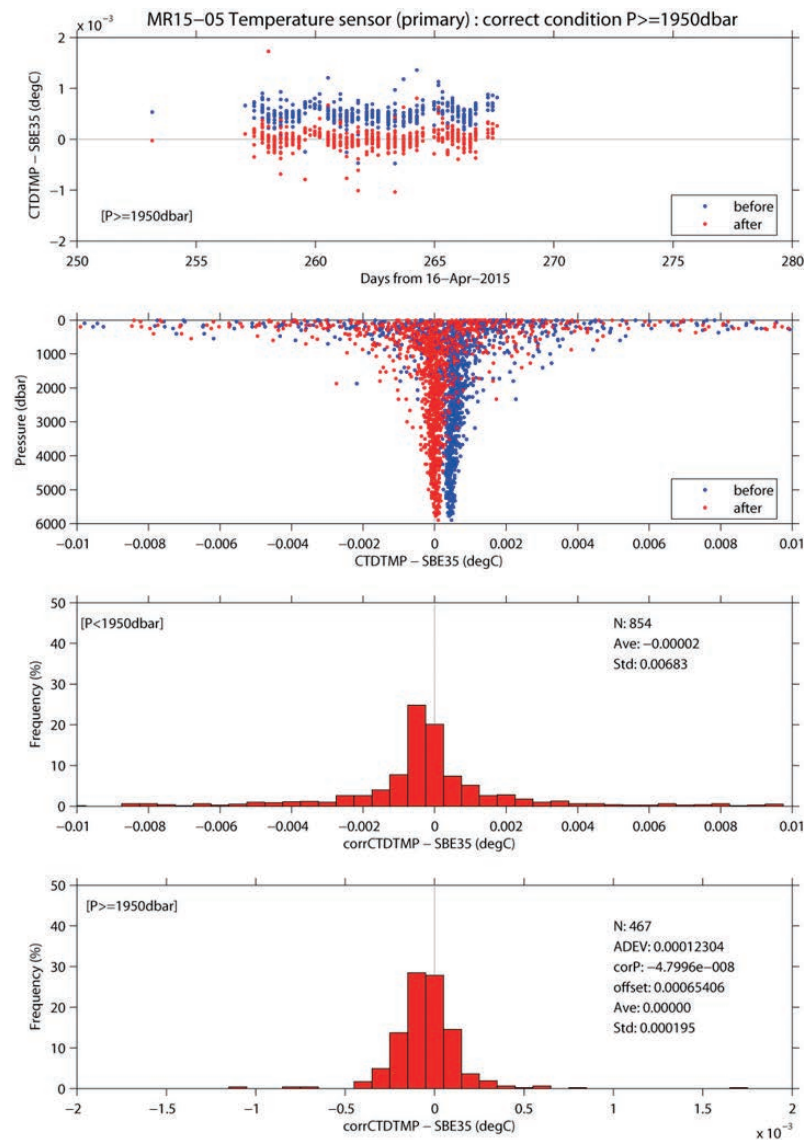 MR15−05 Temperature sensor (primary) : correct condition P>=1950dbar
x 10⁻³
2
1
0
−1
−2
CTDTMP − SBE35 (degC)
[P>=1950dbar]
before
after
250 255 260 265 270 275 280
Days from 16−Apr−2015
0
1000
2000
3000
4000
5000
6000
Pressure (dbar)
before
after
−0.01 −0.008 −0.006 −0.004 −0.002 0 0.002 0.004 0.006 0.008 0.01
CTDTMP − SBE35 (degC)
50
40
30
20
10
0
Frequency (%)
[P<1950dbar]
N: 854
Ave: −0.00002
Std: 0.00683
−0.01 −0.008 −0.006 −0.004 −0.002 0 0.002 0.004 0.006 0.008 0.01
corrCTDTMP − SBE35 (degC)
50
40
30
20
10
0
Frequency (%)
[P>=1950dbar]
N: 467
ADEV: 0.00012304
corP: −4.7996e−008
offset: 0.00065406
Ave: 0.00000
Std: 0.000195
−2 −1 −0.5 0 0.5 1 2
corrCTDTMP − SBE35 (degC)
x 10⁻³